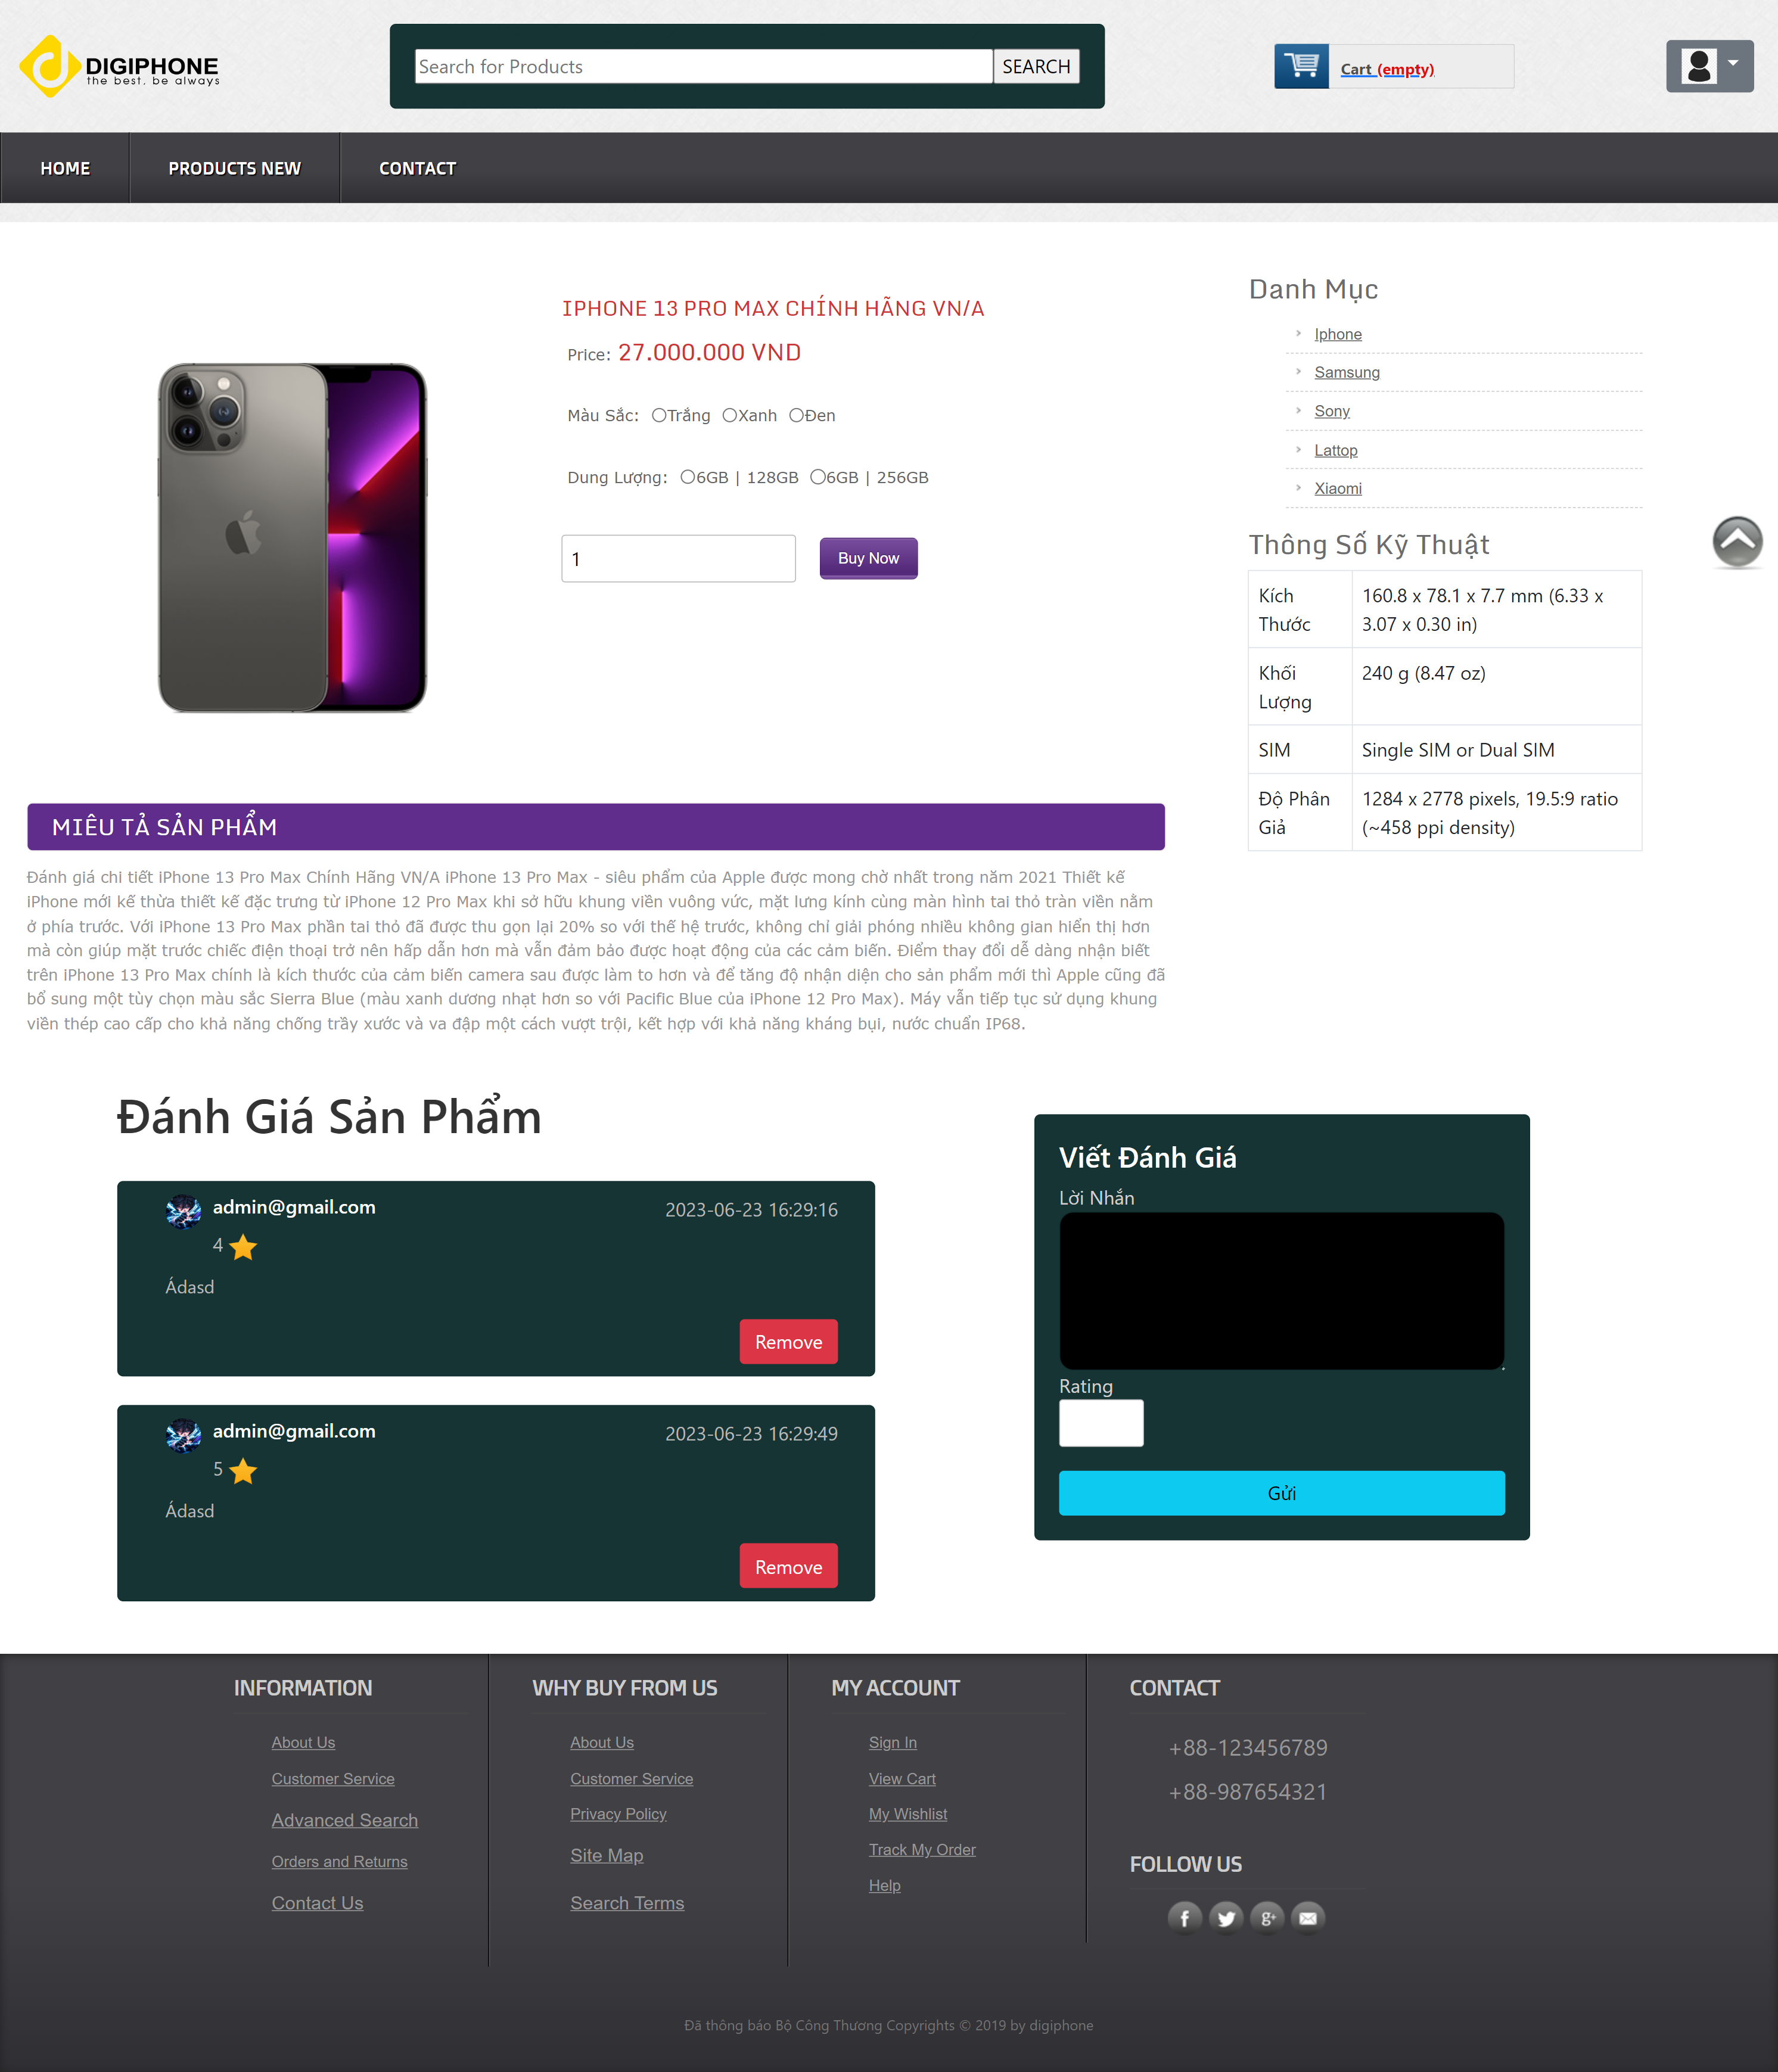 DIGIPHONE
the best. be always
Search for Products
SEARCH
Cart (empty)
HOME
PRODUCTS NEW
CONTACT
IPHONE 13 PRO MAX CHÍNH HÃNG VN/A
Price: 27.000.000 VND
Màu Sắc: Trắng Xanh Đen
Dung Lượng: 6GB | 128GB 6GB | 256GB
1
Buy Now
Danh Mục
Iphone
Samsung
Sony
Lattop
Xiaomi
Thông Số Kỹ Thuật
Kích
Thước
160.8 x 78.1 x 7.7 mm (6.33 x
3.07 x 0.30 in)
Khối
Lượng
240 g (8.47 oz)
SIM
Single SIM or Dual SIM
Độ Phân
Giả
1284 x 2778 pixels, 19.5:9 ratio
(~458 ppi density)
MIÊU TẢ SẢN PHẨM
Đánh giá chi tiết iPhone 13 Pro Max Chính Hãng VN/A iPhone 13 Pro Max - siêu phẩm của Apple được mong chờ nhất trong năm 2021 Thiết kế
iPhone mới kế thừa thiết kế đặc trưng từ iPhone 12 Pro Max khi sở hữu khung viền vuông vức, mặt lưng kính cùng màn hình tai thỏ tràn viền nằm
ở phía trước. Với iPhone 13 Pro Max phần tai thỏ đã được thu gọn lại 20% so với thế hệ trước, không chỉ giải phóng nhiều không gian hiển thị hơn
mà còn giúp mặt trước chiếc điện thoại trở nên hấp dẫn hơn mà vẫn đảm bảo được hoạt động của các cảm biến. Điểm thay đổi dễ dàng nhận biết
trên iPhone 13 Pro Max chính là kích thước của cảm biến camera sau được làm to hơn và để tăng độ nhận diện cho sản phẩm mới thì Apple cũng đã
bổ sung một tùy chọn màu sắc Sierra Blue (màu xanh dương nhạt hơn so với Pacific Blue của iPhone 12 Pro Max). Máy vẫn tiếp tục sử dụng khung
viền thép cao cấp cho khả năng chống trầy xước và va đập một cách vượt trội, kết hợp với khả năng kháng bụi, nước chuẩn IP68.
Đánh Giá Sản Phẩm
admin@gmail.com
2023-06-23 16:29:16
4
Ádasd
Remove
admin@gmail.com
2023-06-23 16:29:49
5
Ádasd
Remove
Viết Đánh Giá
Lời Nhắn
Rating
Gửi
INFORMATION
About Us
Customer Service
Advanced Search
Orders and Returns
Contact Us
WHY BUY FROM US
About Us
Customer Service
Privacy Policy
Site Map
Search Terms
MY ACCOUNT
Sign In
View Cart
My Wishlist
Track My Order
Help
CONTACT
+88-123456789
+88-987654321
FOLLOW US
Đã thông báo Bộ Công Thương Copyrights © 2019 by digiphone